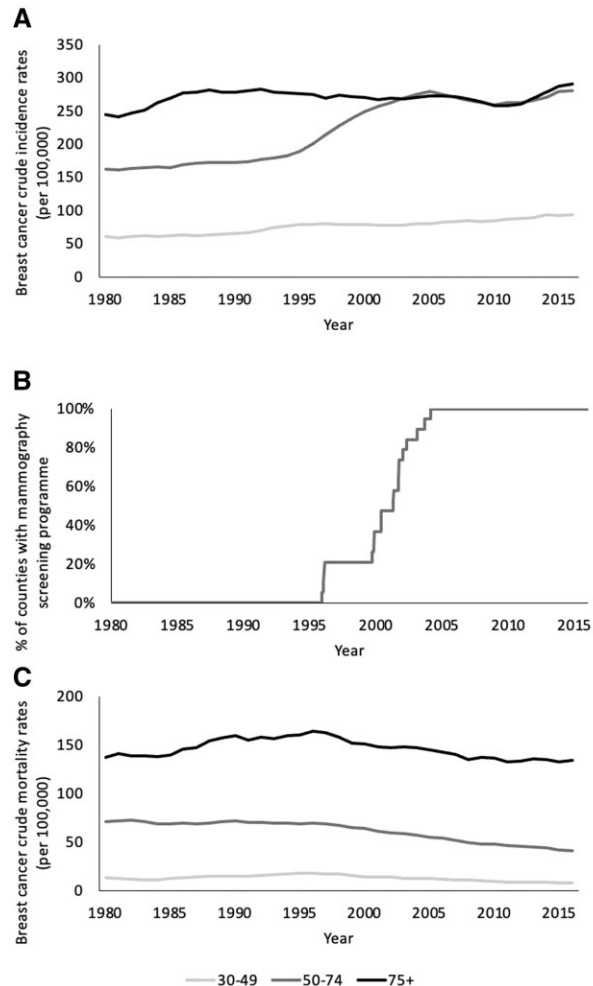 A
Breast cancer crude incidence rates
(per 100,000)
350
300
250
200
150
100
50
0
1980 1985 1990 1995 2000 2005 2010 2015
Year
B
% of counties with mammography
screening programme
100%
80%
60%
40%
20%
0%
1980 1985 1990 1995 2000 2005 2010 2015
Year
C
Breast cancer crude mortality rates
(per 100,000)
200
150
100
50
0
1980 1985 1990 1995 2000 2005 2010 2015
Year
30-49 50-74 75+